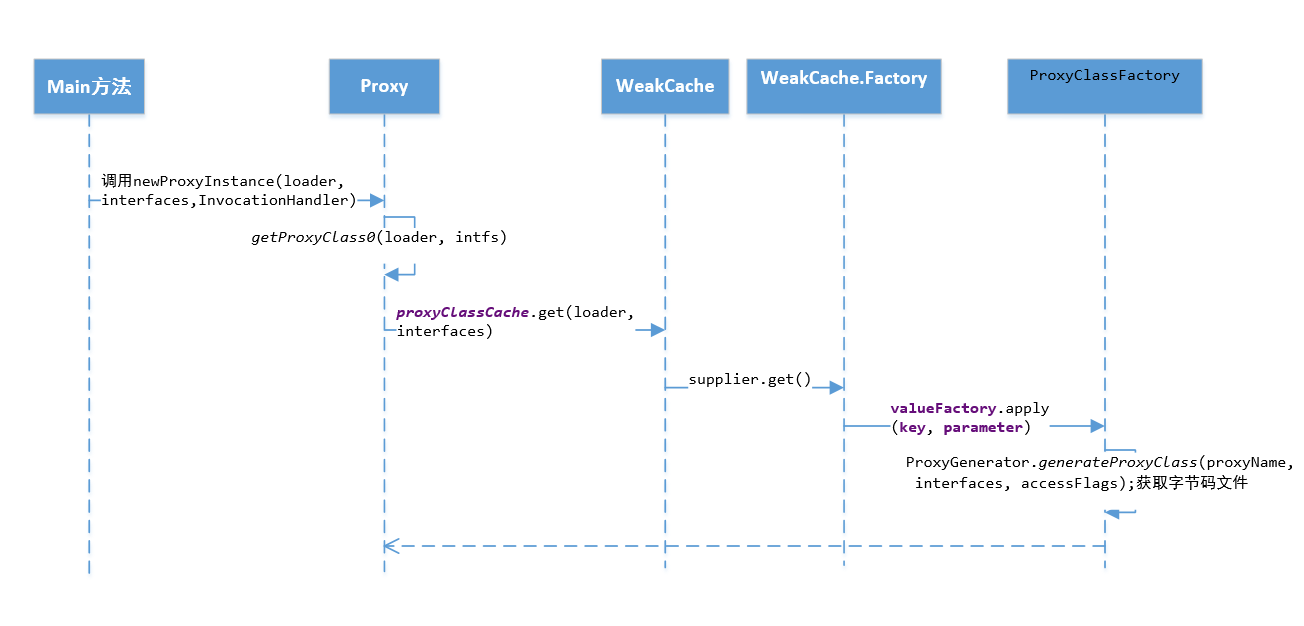 Main方法
Proxy
WeakCache
WeakCache.Factory
ProxyClassFactory
调用newProxyInstance(loader,
interfaces,InvocationHandler)
getProxyClass0(loader, intfs)
proxyClassCache.get(loader,
interfaces)
supplier.get()
valueFactory.apply
(key, parameter)
ProxyGenerator.generateProxyClass(proxyName,
interfaces, accessFlags);获取字节码文件